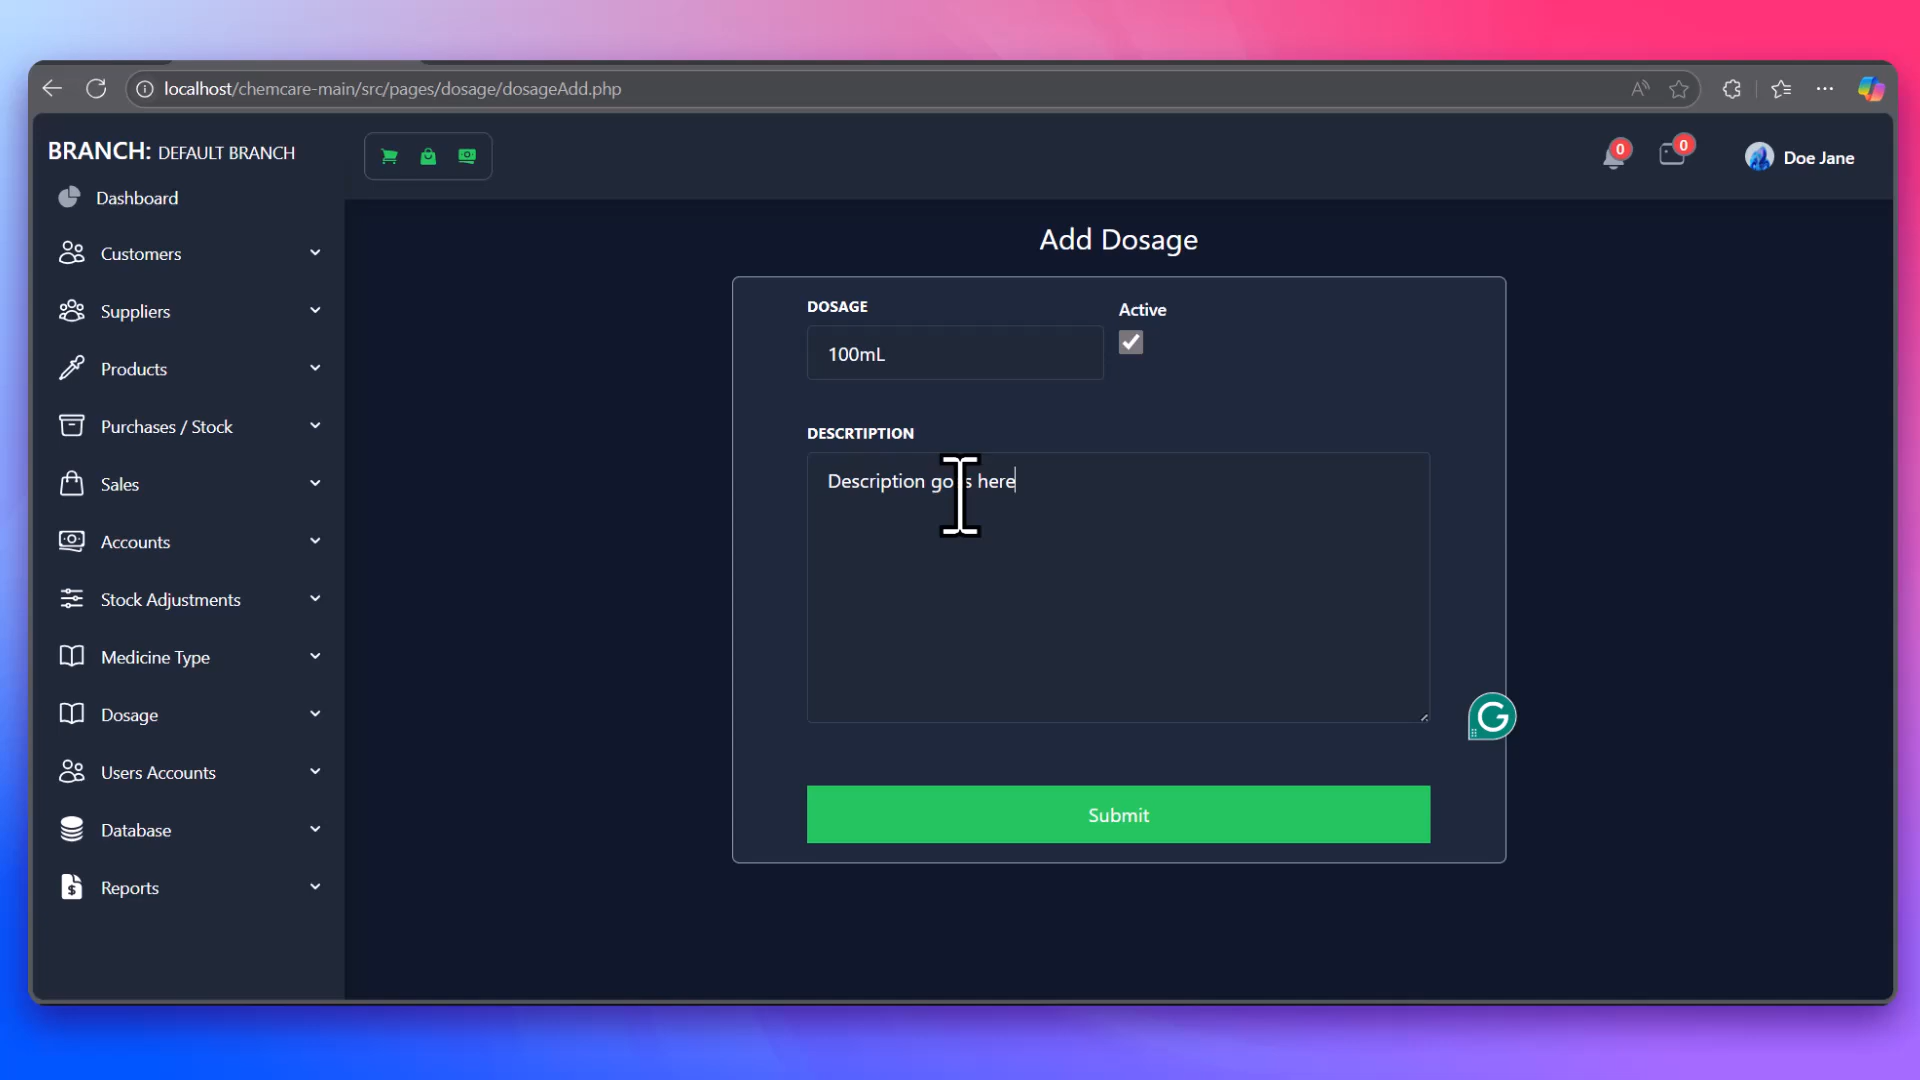 localhost/chemcare-main/src/pages/dosage/dosageAdd.php
BRANCH: DEFAULT BRANCH
0
0
Doe Jane
Dashboard
Customers
Suppliers
Products
Purchases / Stock
Sales
Accounts
Stock Adjustments
Medicine Type
Dosage
Users Accounts
Database
Reports
Add Dosage
DOSAGE
Active
100mL
DESCRTIPTION
Description goes here
Submit